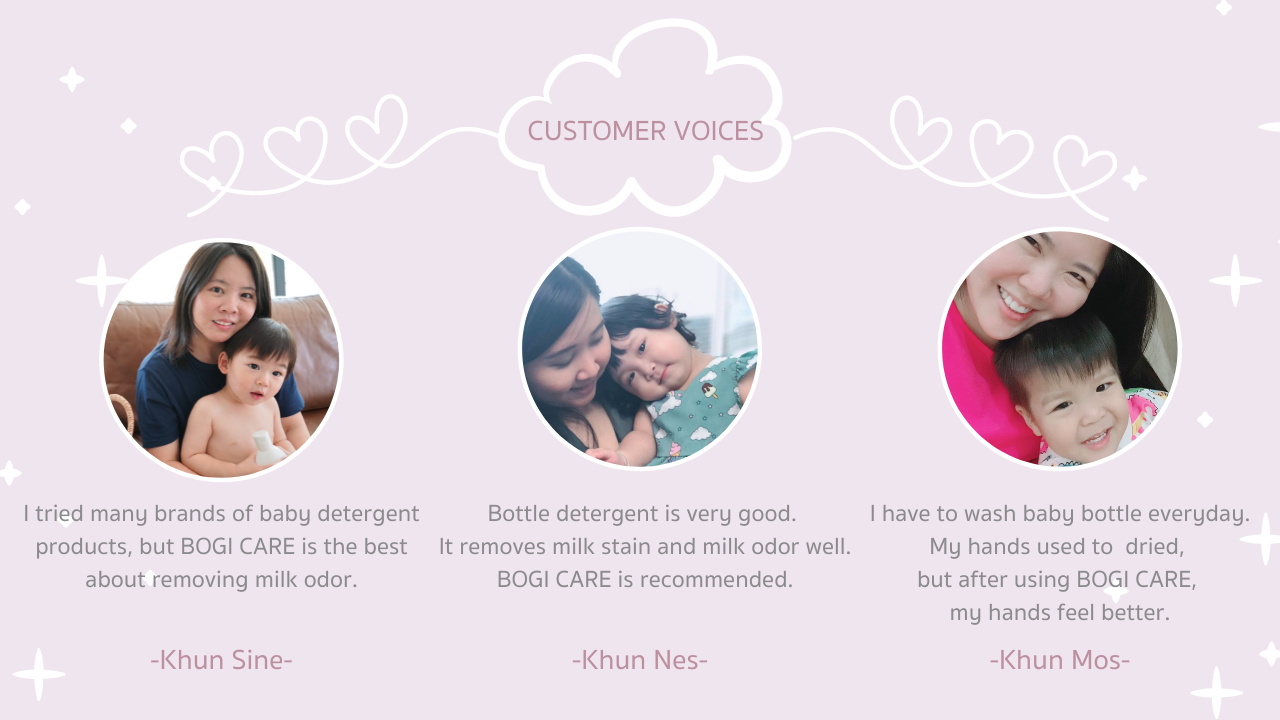 CUSTOMER VOICES
I tried many brands of baby detergent
products, but BOGI CARE is the best
about removing milk odor.
-Khun Sine-
Bottle detergent is very good.
It removes milk stain and milk odor well.
BOGI CARE is recommended.
-Khun Nes-
I have to wash baby bottle everyday.
My hands used to  dried,
but after using BOGI CARE,
my hands feel better.
-Khun Mos-